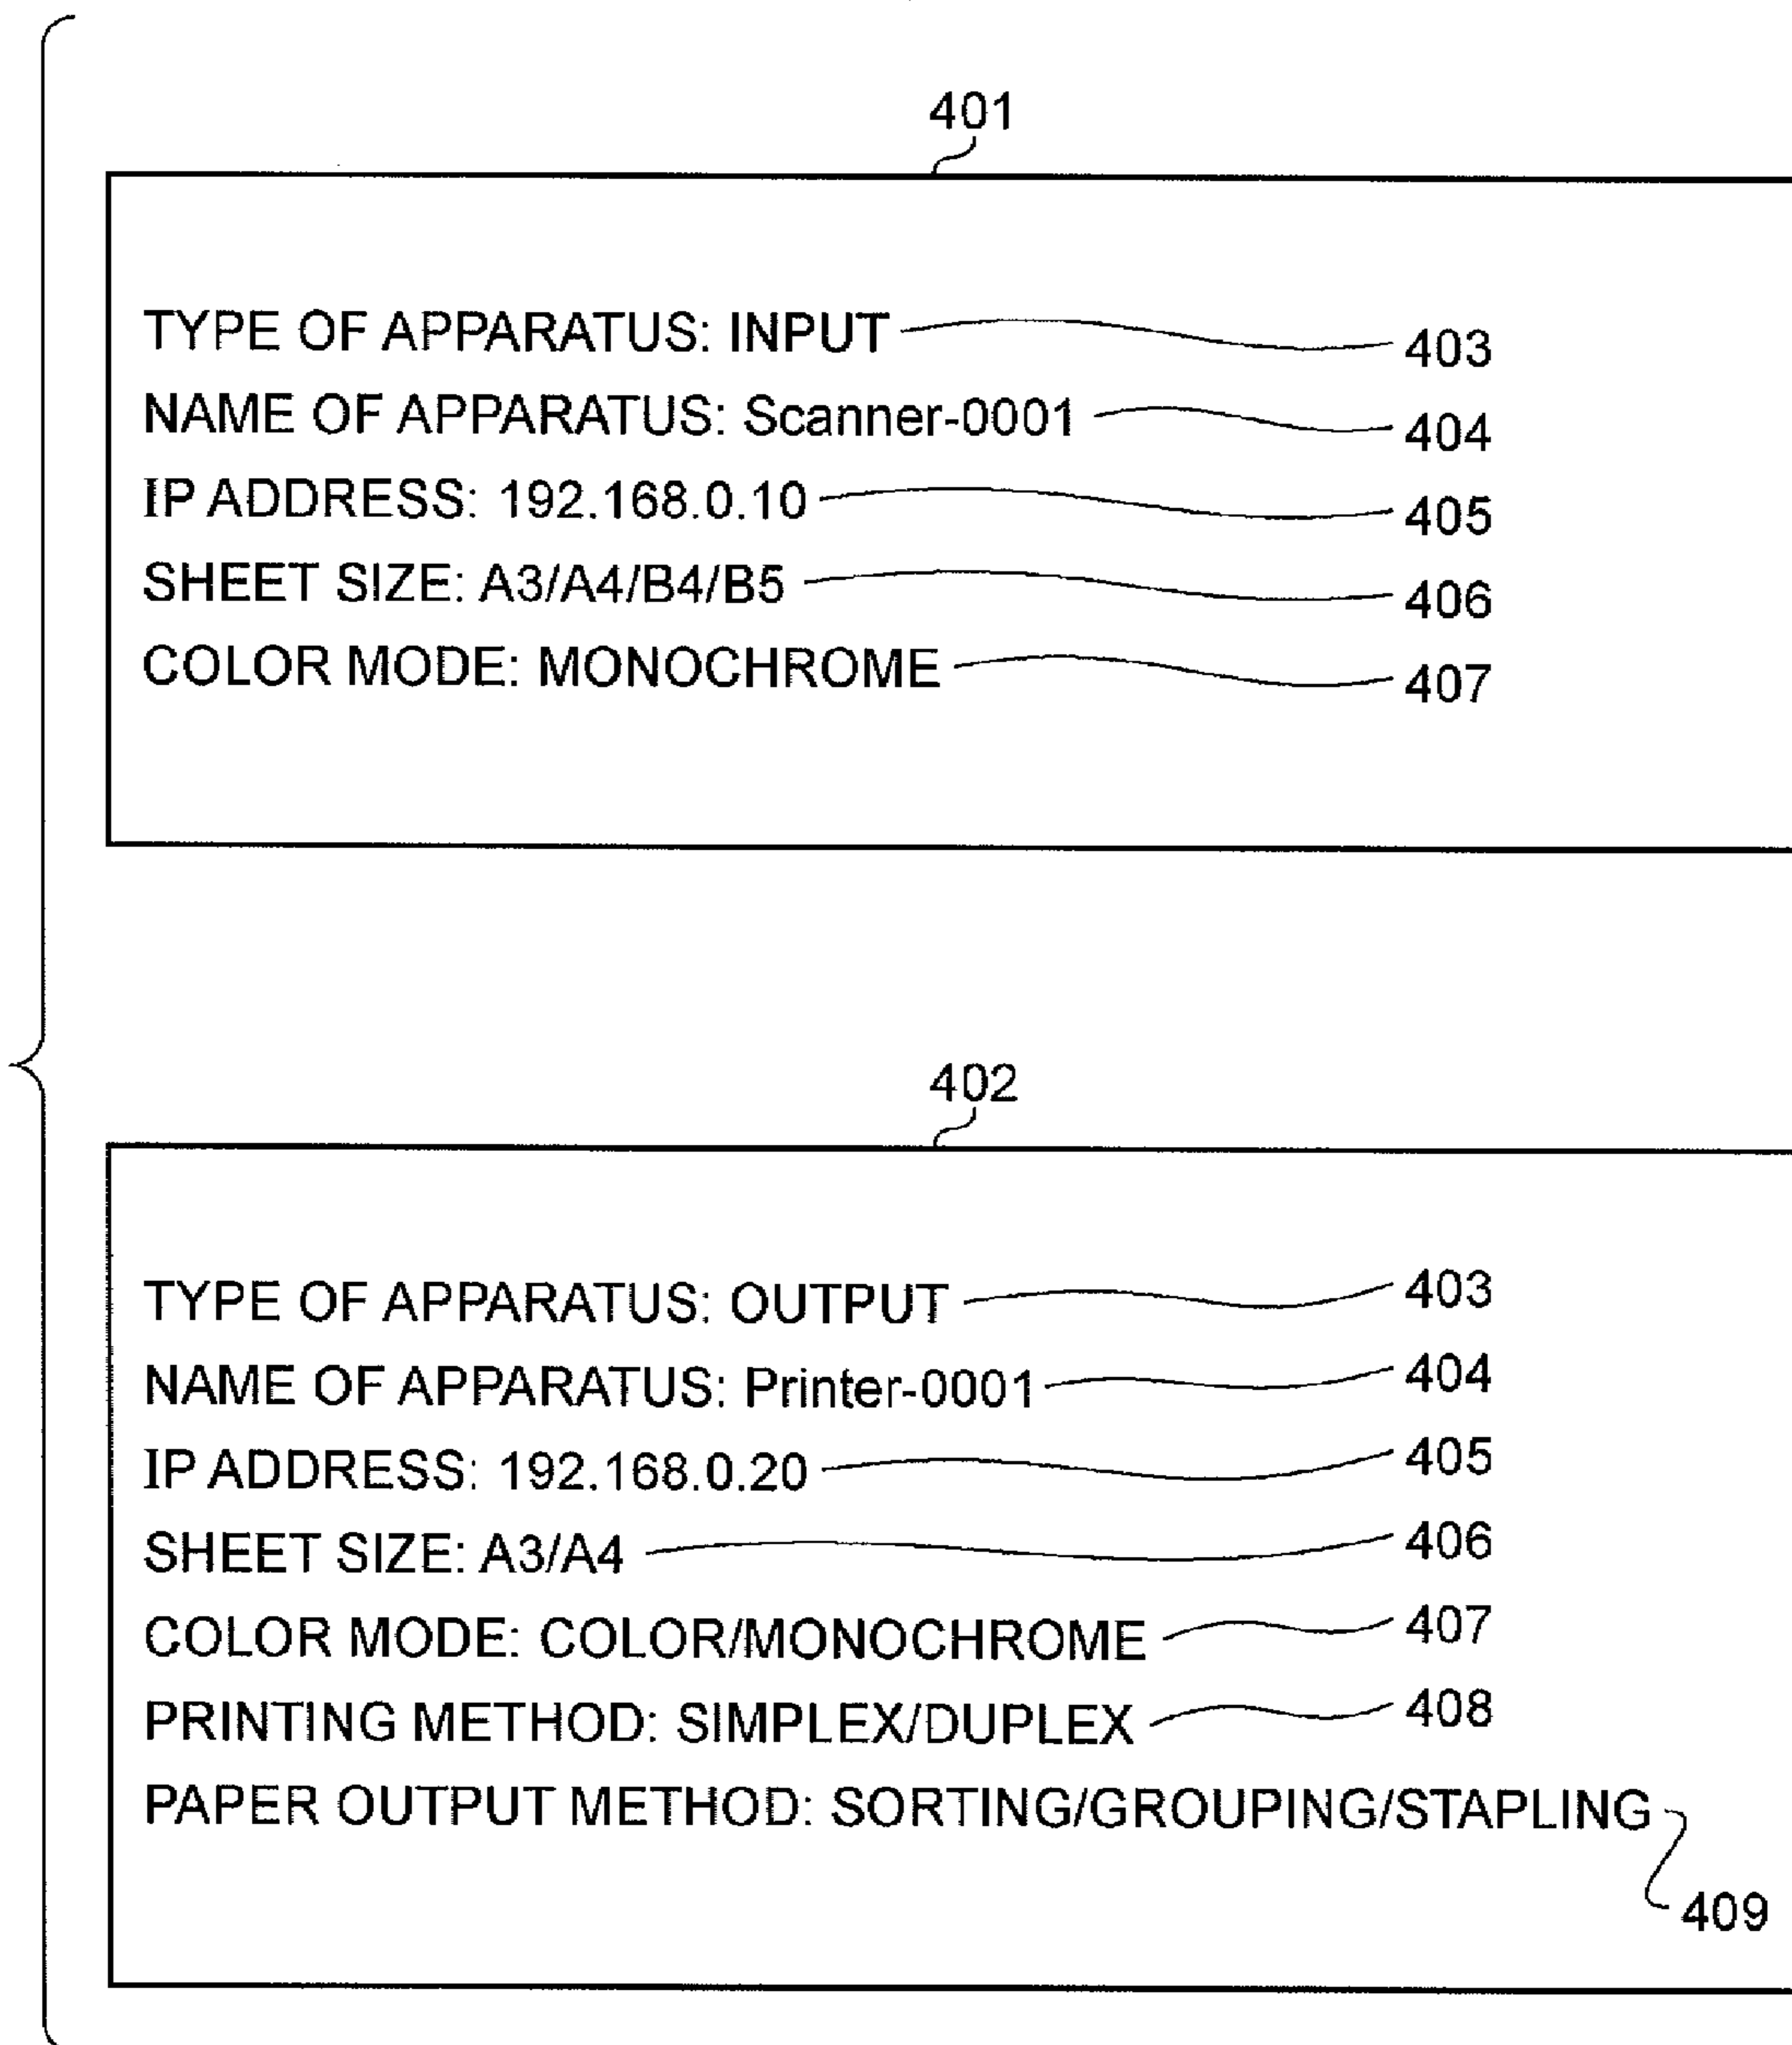 401
TYPE OF APPARATUS: INPUT 403
NAME OF APPARATUS: Scanner-0001 404
IP ADDRESS: 192.168.0.10 405
SHEET SIZE: A3/A4/B4/B5 406
COLOR MODE: MONOCHROME 407
402
TYPE OF APPARATUS: OUTPUT 403
NAME OF APPARATUS: Printer-0001 404
IP ADDRESS: 192.168.0.20 405
SHEET SIZE: A3/A4 406
COLOR MODE: COLOR/MONOCHROME 407
PRINTING METHOD: SIMPLEX/DUPLEX 408
PAPER OUTPUT METHOD: SORTING/GROUPING/STAPLING
409